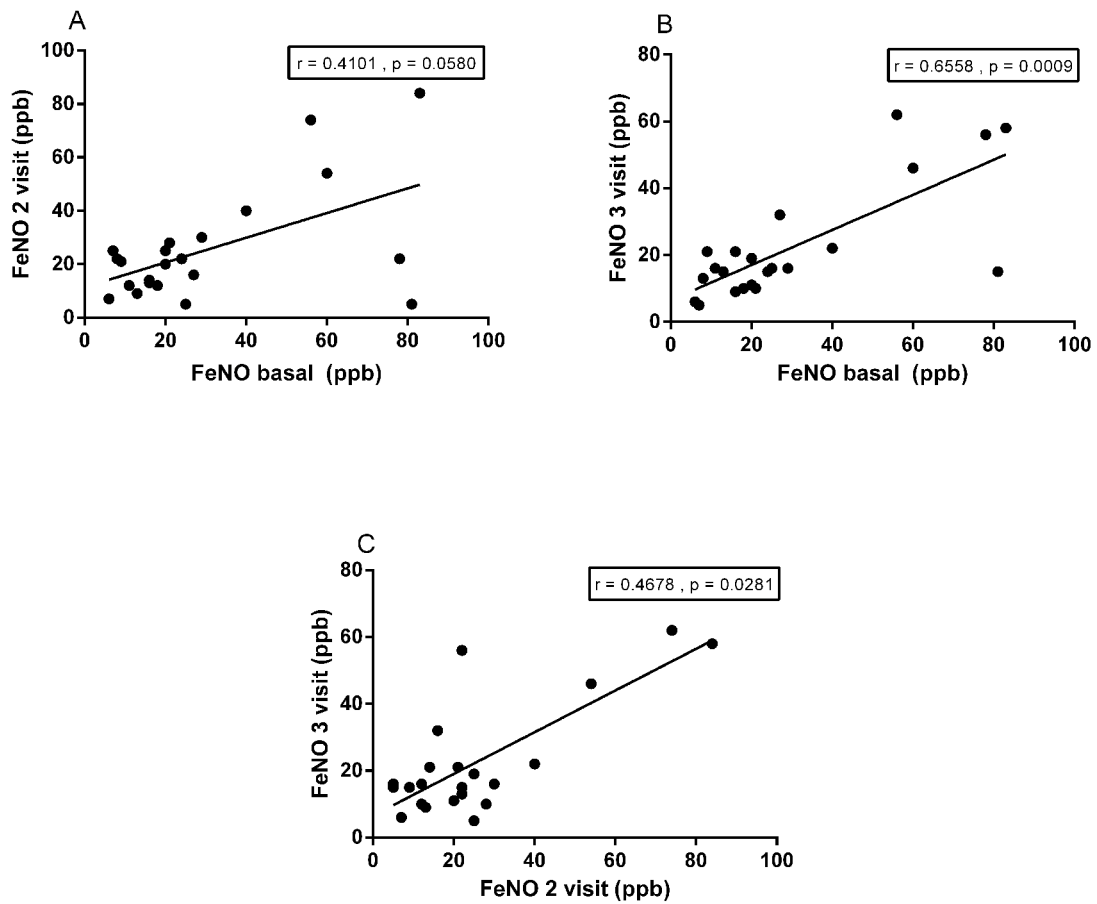 A
r = 0.4101 , p = 0.0580
FeNO 2 visit (ppb)
100
80
60
40
20
0
0 20 40 60 80 100
FeNO basal (ppb)
B
r = 0.6558 , p = 0.0009
FeNO 3 visit (ppb)
80
60
40
20
0
0 20 40 60 80 100
FeNO basal (ppb)
C
r = 0.4678 , p = 0.0281
FeNO 3 visit (ppb)
80
60
40
20
0
0 20 40 60 80 100
FeNO 2 visit (ppb)